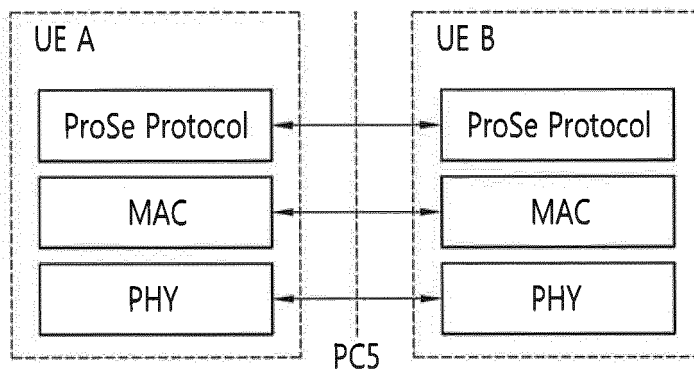 UE A
UE B
ProSe Protocol
ProSe Protocol
MAC
MAC
PHY
PHY
PC5